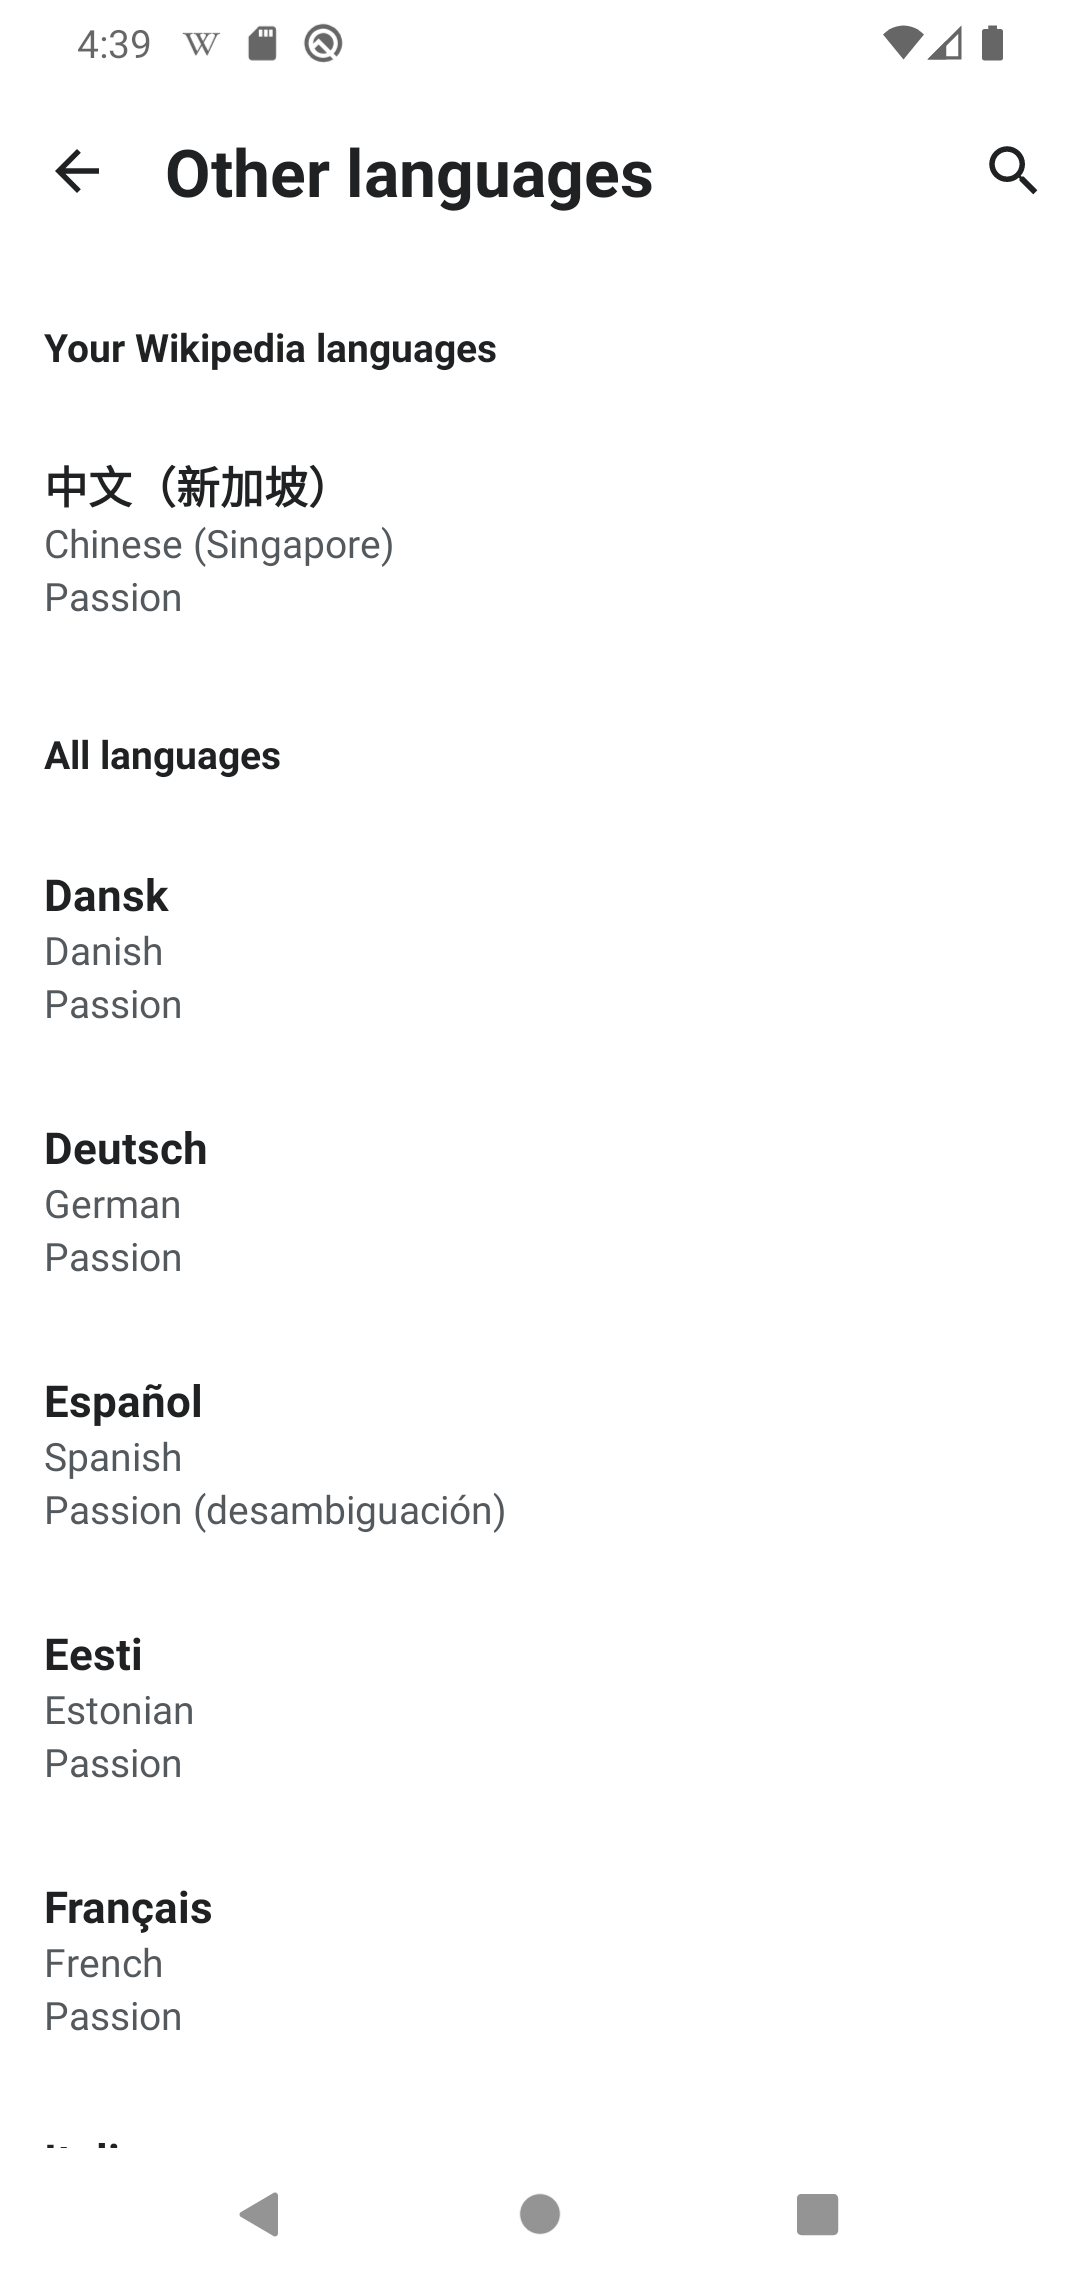 4:39
Other languages
Your Wikipedia languages
中文（新加坡）
Chinese (Singapore)
Passion
All languages
Dansk
Danish
Passion
Deutsch
German
Passion
Español
Spanish
Passion (desambiguación)
Eesti
Estonian
Passion
Français
French
Passion